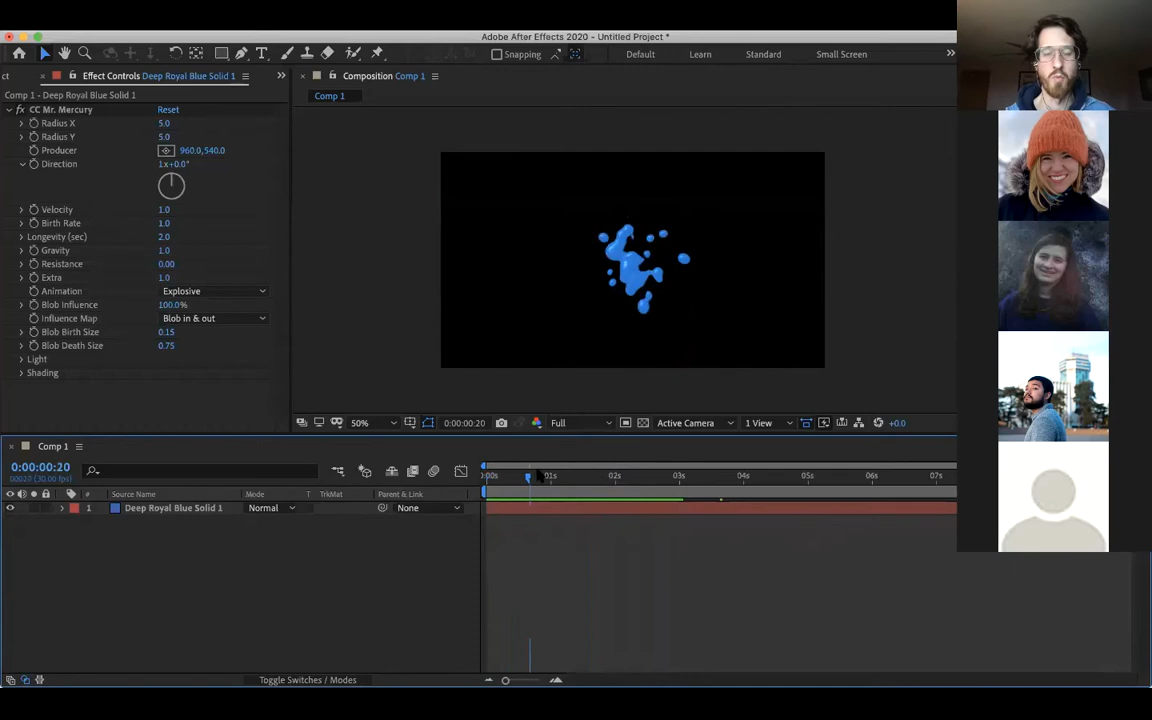 Adobe After Effects 2020 - Untitled Project *
Snapping
Default
Learn
Standard
Small Screen
»
ct
Effect Controls Deep Royal Blue Solid 1
Composition Comp 1
Comp 1 - Deep Royal Blue Solid 1
Comp 1
fx CC Mr. Mercury Reset
Radius X 5.0
Radius Y 5.0
Producer 960.0,540.0
Direction 1x+0.0°
Velocity 1.0
Birth Rate 1.0
Longevity (sec) 2.0
Gravity 1.0
Resistance 0.00
Extra 1.0
Animation Explosive
Blob Influence 100.0%
Influence Map Blob in & out
Blob Birth Size 0.15
Blob Death Size 0.75
Light
Shading
50% 0:00:00:20 Full Active Camera 1 View +0.0
Comp 1
0:00:00:20
00020 (30.00 fps)
:00s 01s 02s 03s 04s 05s 06s 07s
# Source Name Mode T TrkMat Parent & Link
1 Deep Royal Blue Solid 1 Normal None
Toggle Switches / Modes